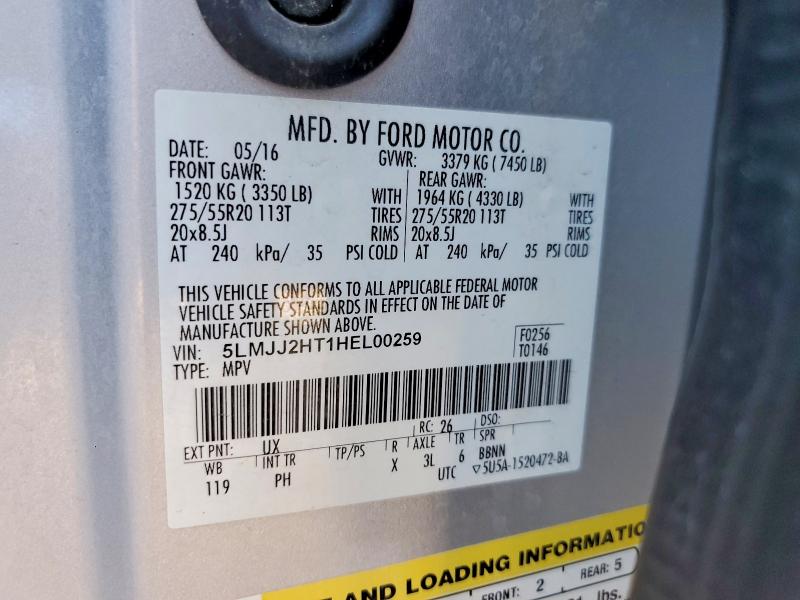 MFD. BY FORD MOTOR CO.
DATE: 05/16 GVWR: 3379 KG ( 7450 LB)
FRONT GAWR: REAR GAWR:
1520 KG ( 3350 LB) WITH 1964 KG ( 4330 LB) WITH
275/55R20 113T TIRES 275/55R20 113T TIRES
20x8.5J RIMS 20x8.5J RIMS
AT 240 kPa/ 35 PSI COLD AT 240 kPa/ 35 PSI COLD
THIS VEHICLE CONFORMS TO ALL APPLICABLE FEDERAL MOTOR
VEHICLE SAFETY STANDARDS IN EFFECT ON THE DATE OF
MANUFACTURE SHOWN ABOVE.
VIN: 5LMJJ2HT1HEL00259 F0256
TYPE: MPV T0146
EXT PNT: UX RC: 26 DSO:
WB INT TR TP/PS R AXLE TR SPR
119 PH X 3L 6 BBNN
UTC ▽5U5A-1520472-BA
E AND LOADING INFORMATIO
FRONT: 2 REAR: 5
lbs.